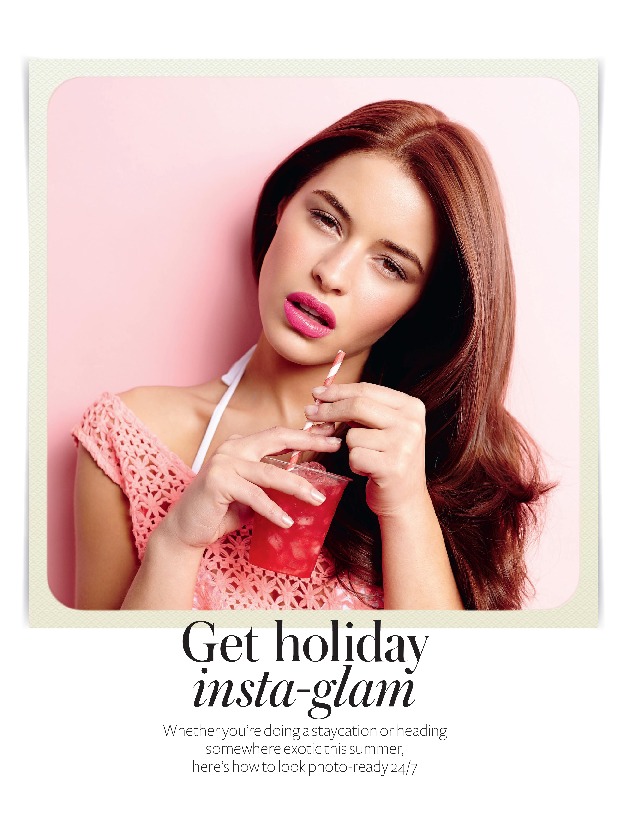 Get holiday
insta-glam
Whether you're doing a staycation or heading
somewhere exotic this summer,
here's how to look photo-ready 24/7